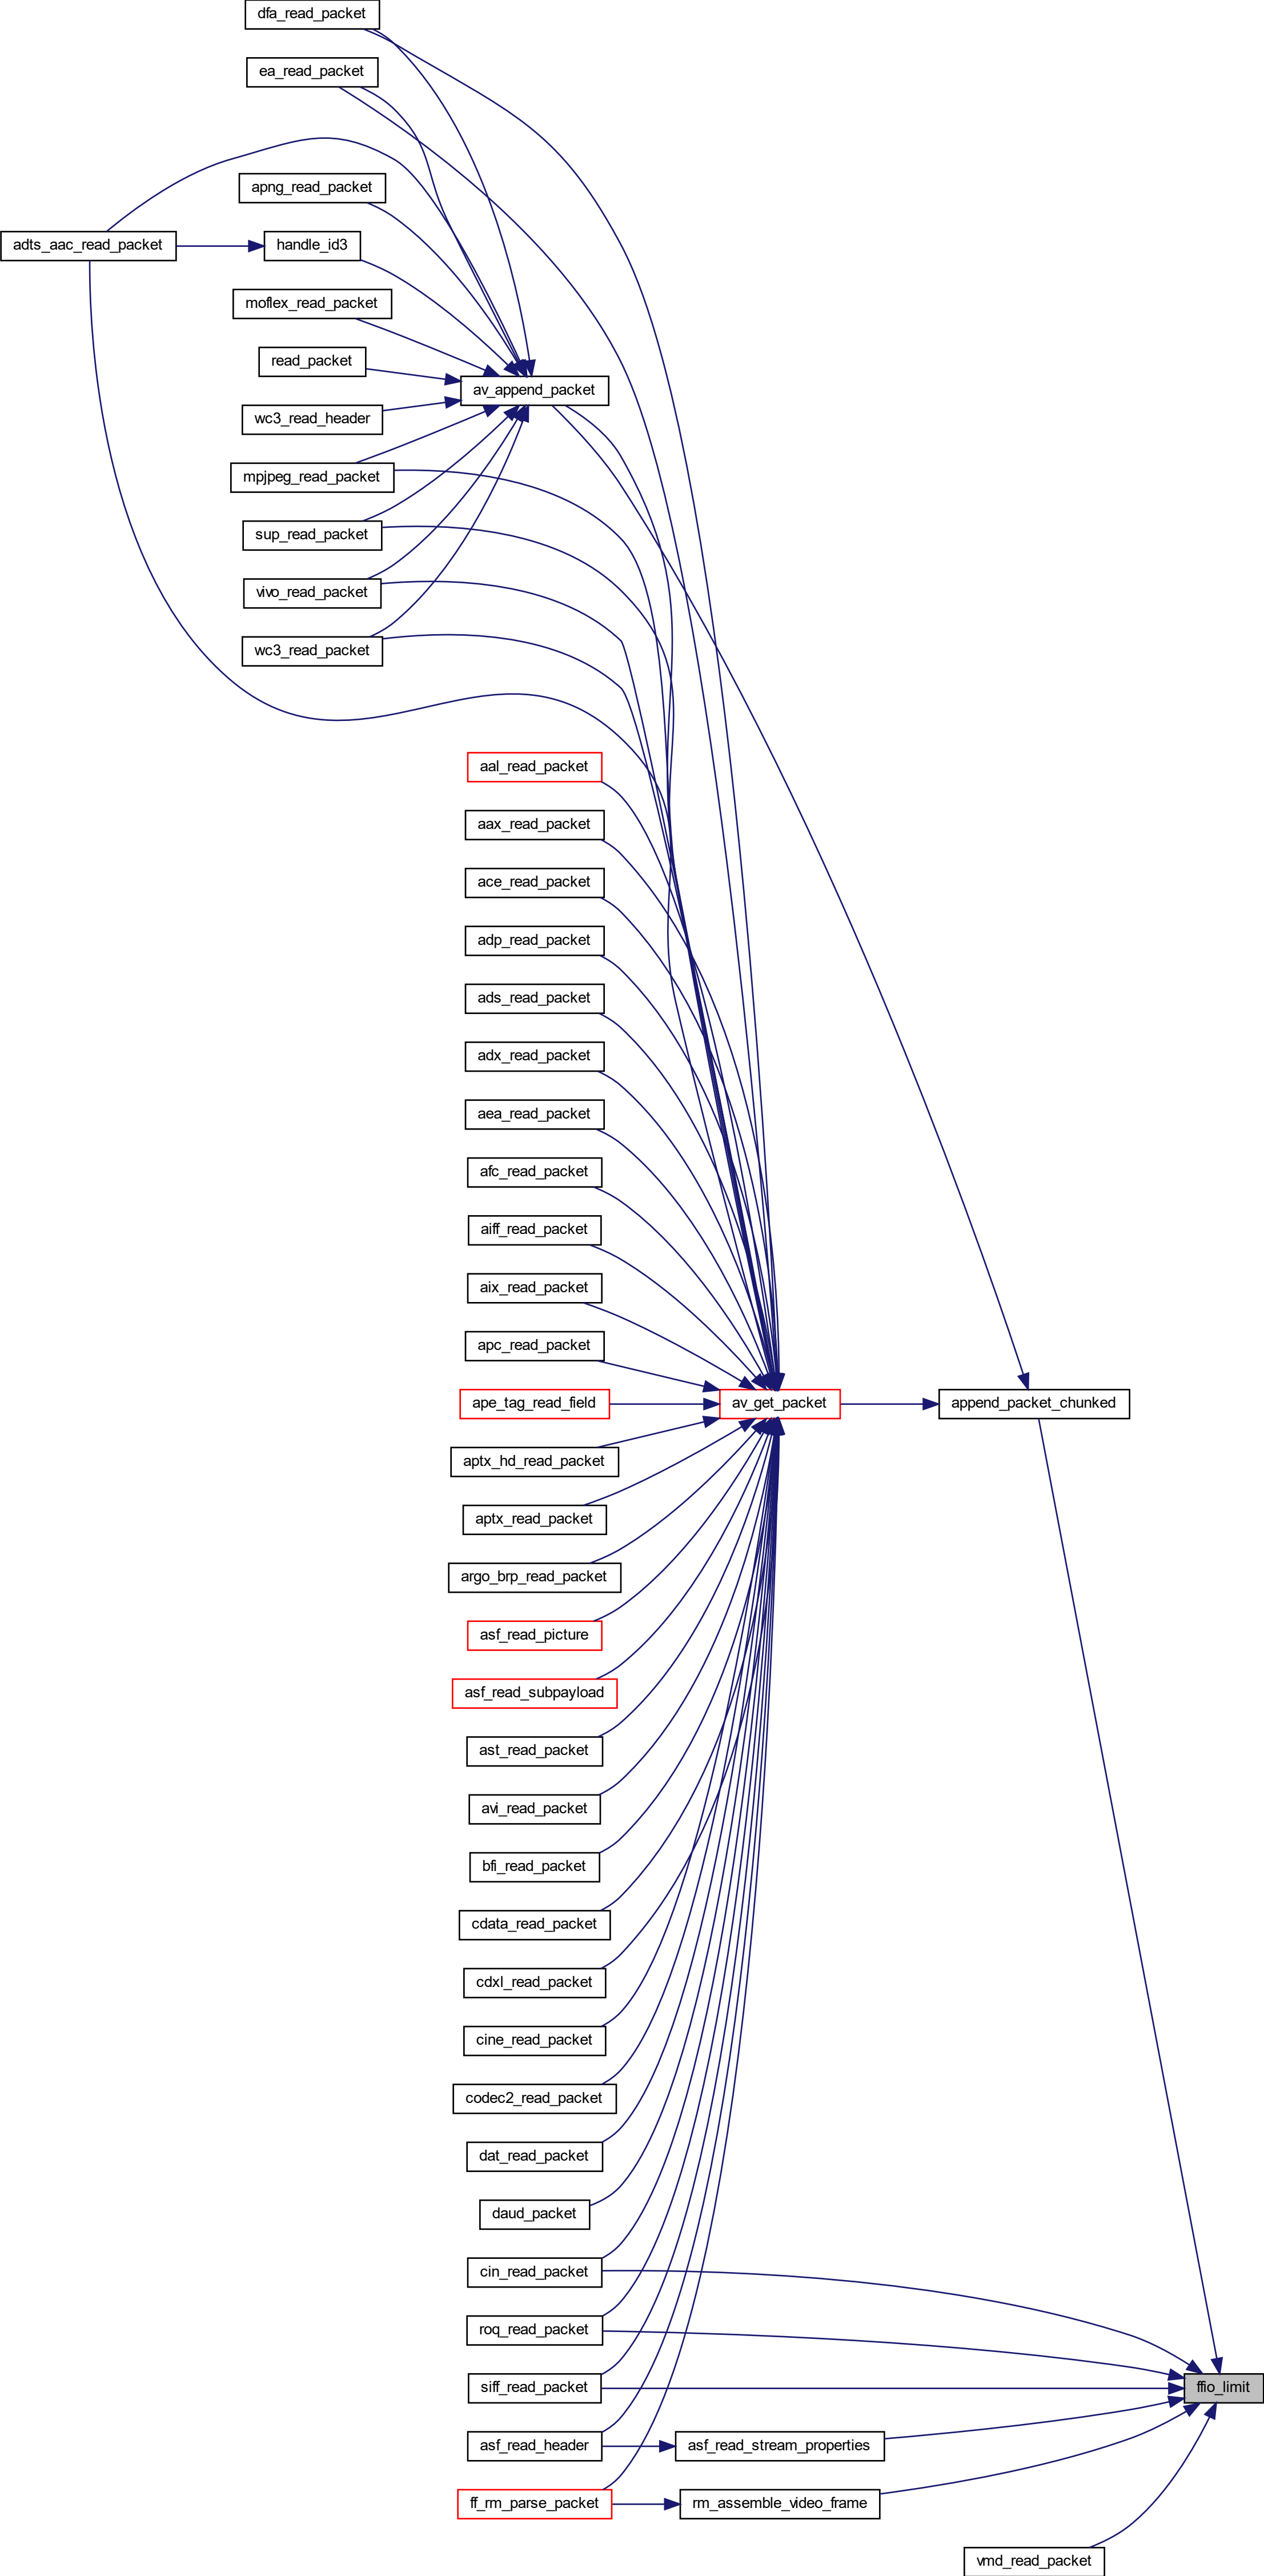 dfa_read_packet
ea_read_packet
apng_read_packet
adts_aac_read_packet
handle_id3
moflex_read_packet
read_packet
av_append_packet
wc3_read_header
mpjpeg_read_packet
sup_read_packet
vivo_read_packet
wc3_read_packet
aal_read_packet
aax_read_packet
ace_read_packet
adp_read_packet
ads_read_packet
adx_read_packet
aea_read_packet
afc_read_packet
aiff_read_packet
aix_read_packet
apc_read_packet
ape_tag_read_field
av_get_packet
append_packet_chunked
aptx_hd_read_packet
aptx_read_packet
argo_brp_read_packet
asf_read_picture
asf_read_subpayload
ast_read_packet
avi_read_packet
bfi_read_packet
cdata_read_packet
cdxl_read_packet
cine_read_packet
codec2_read_packet
dat_read_packet
daud_packet
cin_read_packet
roq_read_packet
siff_read_packet
ffio_limit
asf_read_header
asf_read_stream_properties
ff_rm_parse_packet
rm_assemble_video_frame
vmd_read_packet